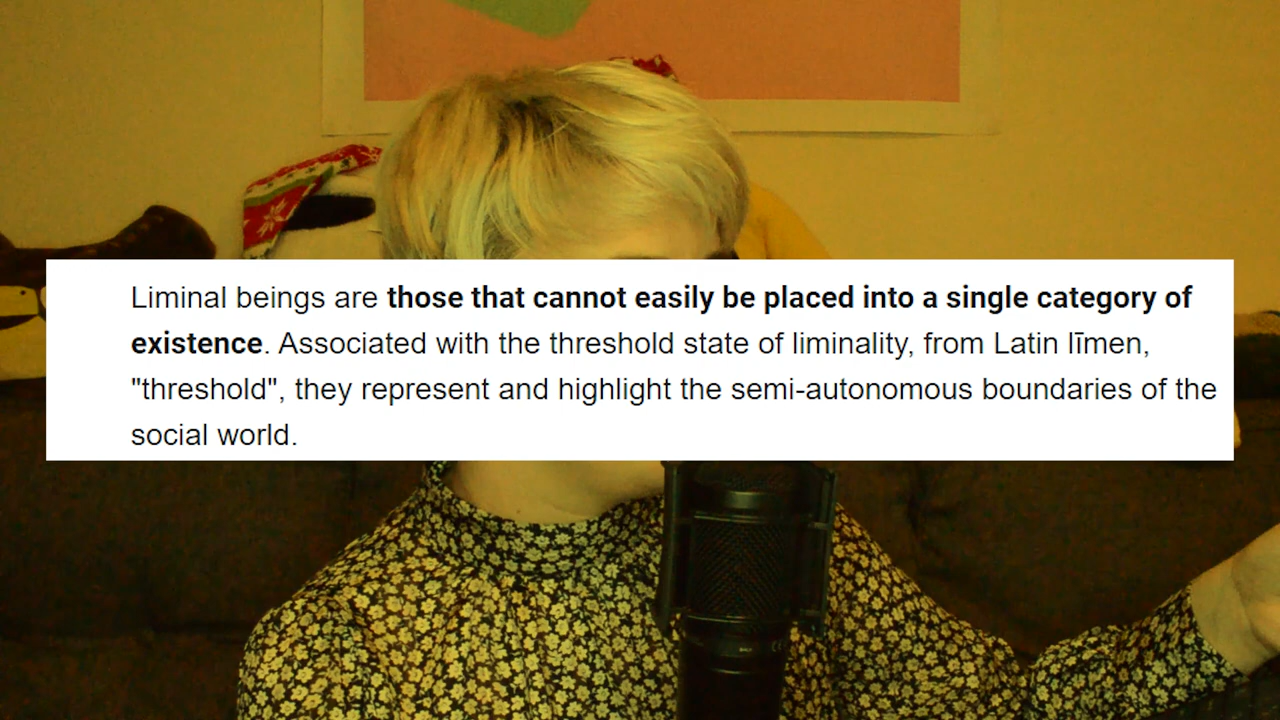 Liminal beings are those that cannot easily be placed into a single category of
existence. Associated with the threshold state of liminality, from Latin līmen,
"threshold", they represent and highlight the semi-autonomous boundaries of the
social world.